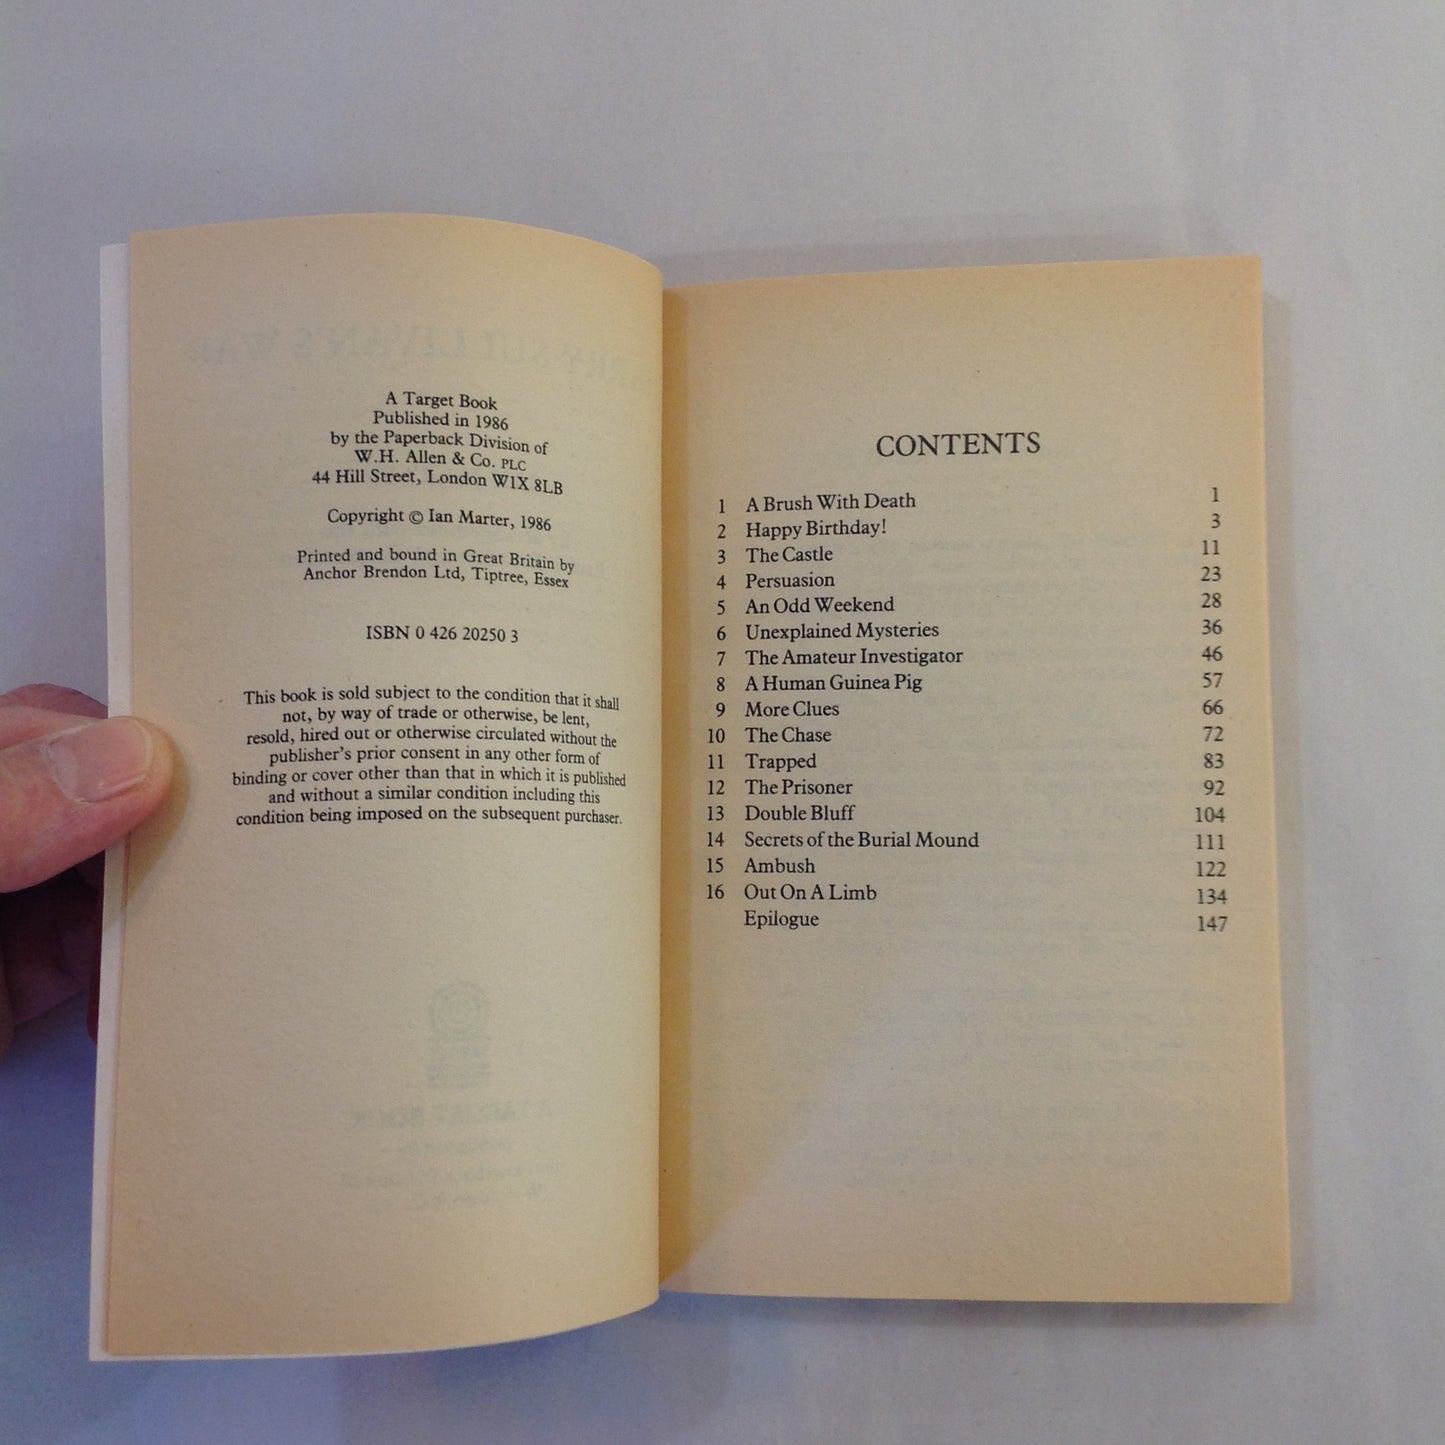 A Target Book
Published in 1986
by the Paperback Division of
W.H. Allen & Co. PLC
44 Hill Street, London W1X 8LB
Copyright © Ian Marter, 1986
Printed and bound in Great Britain by
Anchor Brendon Ltd, Tiptree, Essex
ISBN 0 426 20250 3
This book is sold subject to the condition that it shall
not, by way of trade or otherwise, be lent,
resold, hired out or otherwise circulated without the
publisher's prior consent in any other form of
binding or cover other than that in which it is published
and without a similar condition including this
condition being imposed on the subsequent purchaser.
CONTENTS
1 A Brush With Death 1
2 Happy Birthday! 3
3 The Castle 11
4 Persuasion 23
5 An Odd Weekend 28
6 Unexplained Mysteries 36
7 The Amateur Investigator 46
8 A Human Guinea Pig 57
9 More Clues 66
10 The Chase 72
11 Trapped 83
12 The Prisoner 92
13 Double Bluff 104
14 Secrets of the Burial Mound 111
15 Ambush 122
16 Out On A Limb 134
Epilogue 147